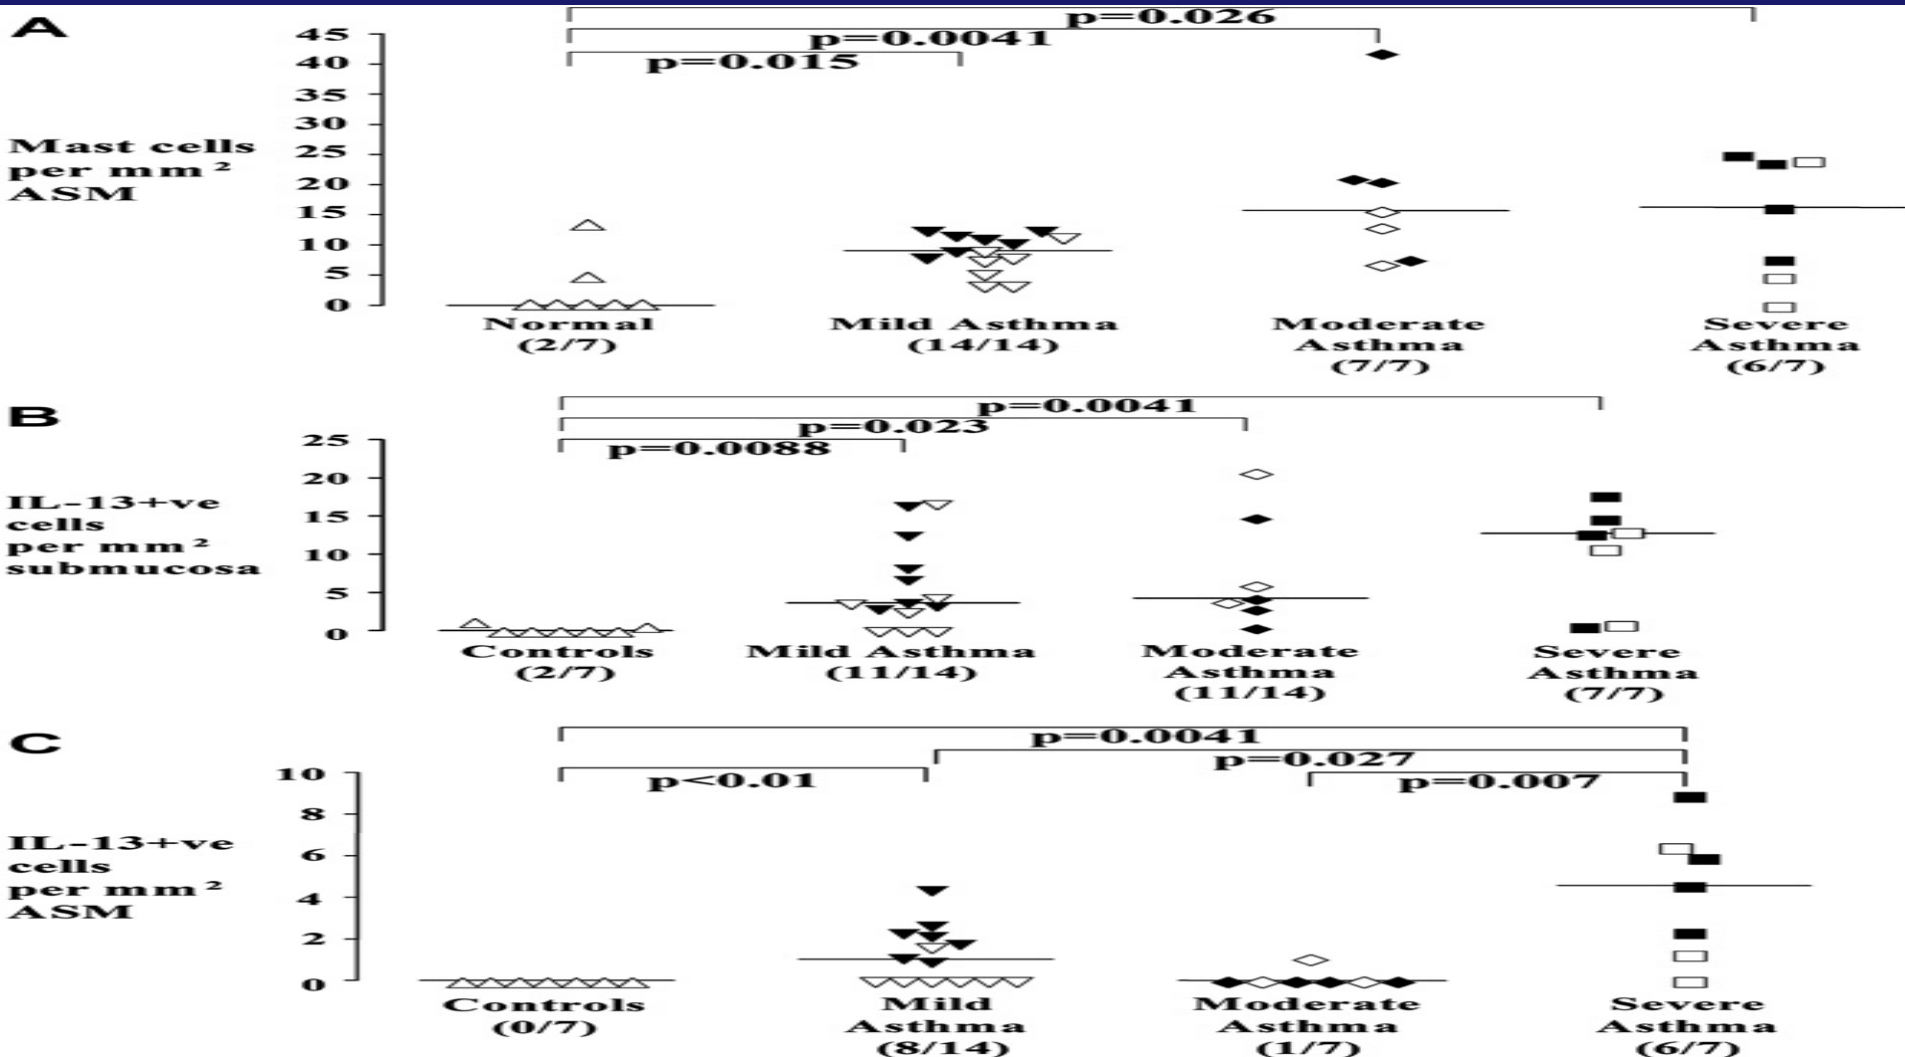 A
p=0.026
p=0.0041
p=0.015
45
40
35
30
25
20
15
10
5
0
Mast cells
per mm²
ASM
Normal
(2/7)
Mild Asthma
(14/14)
Moderate
Asthma
(7/7)
Severe
Asthma
(6/7)
B
p=0.0041
p=0.023
p=0.0088
25
20
15
10
5
0
IL-13+ve
cells
per mm²
submucosa
Controls
(2/7)
Mild Asthma
(11/14)
Moderate
Asthma
(11/14)
Severe
Asthma
(7/7)
C
p=0.0041
p=0.027
p<0.01
p=0.007
10
8
6
4
2
0
IL-13+ve
cells
per mm²
ASM
Controls
(0/7)
Mild
Asthma
(8/14)
Moderate
Asthma
(1/7)
Severe
Asthma
(6/7)